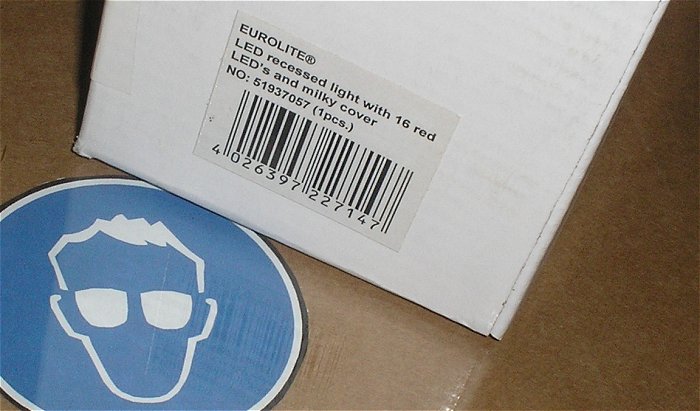 EUROLITE®
LED recessed light with 16 red
LED's and milky cover
NO: 51937057 (1pcs.)
4 026397 227147